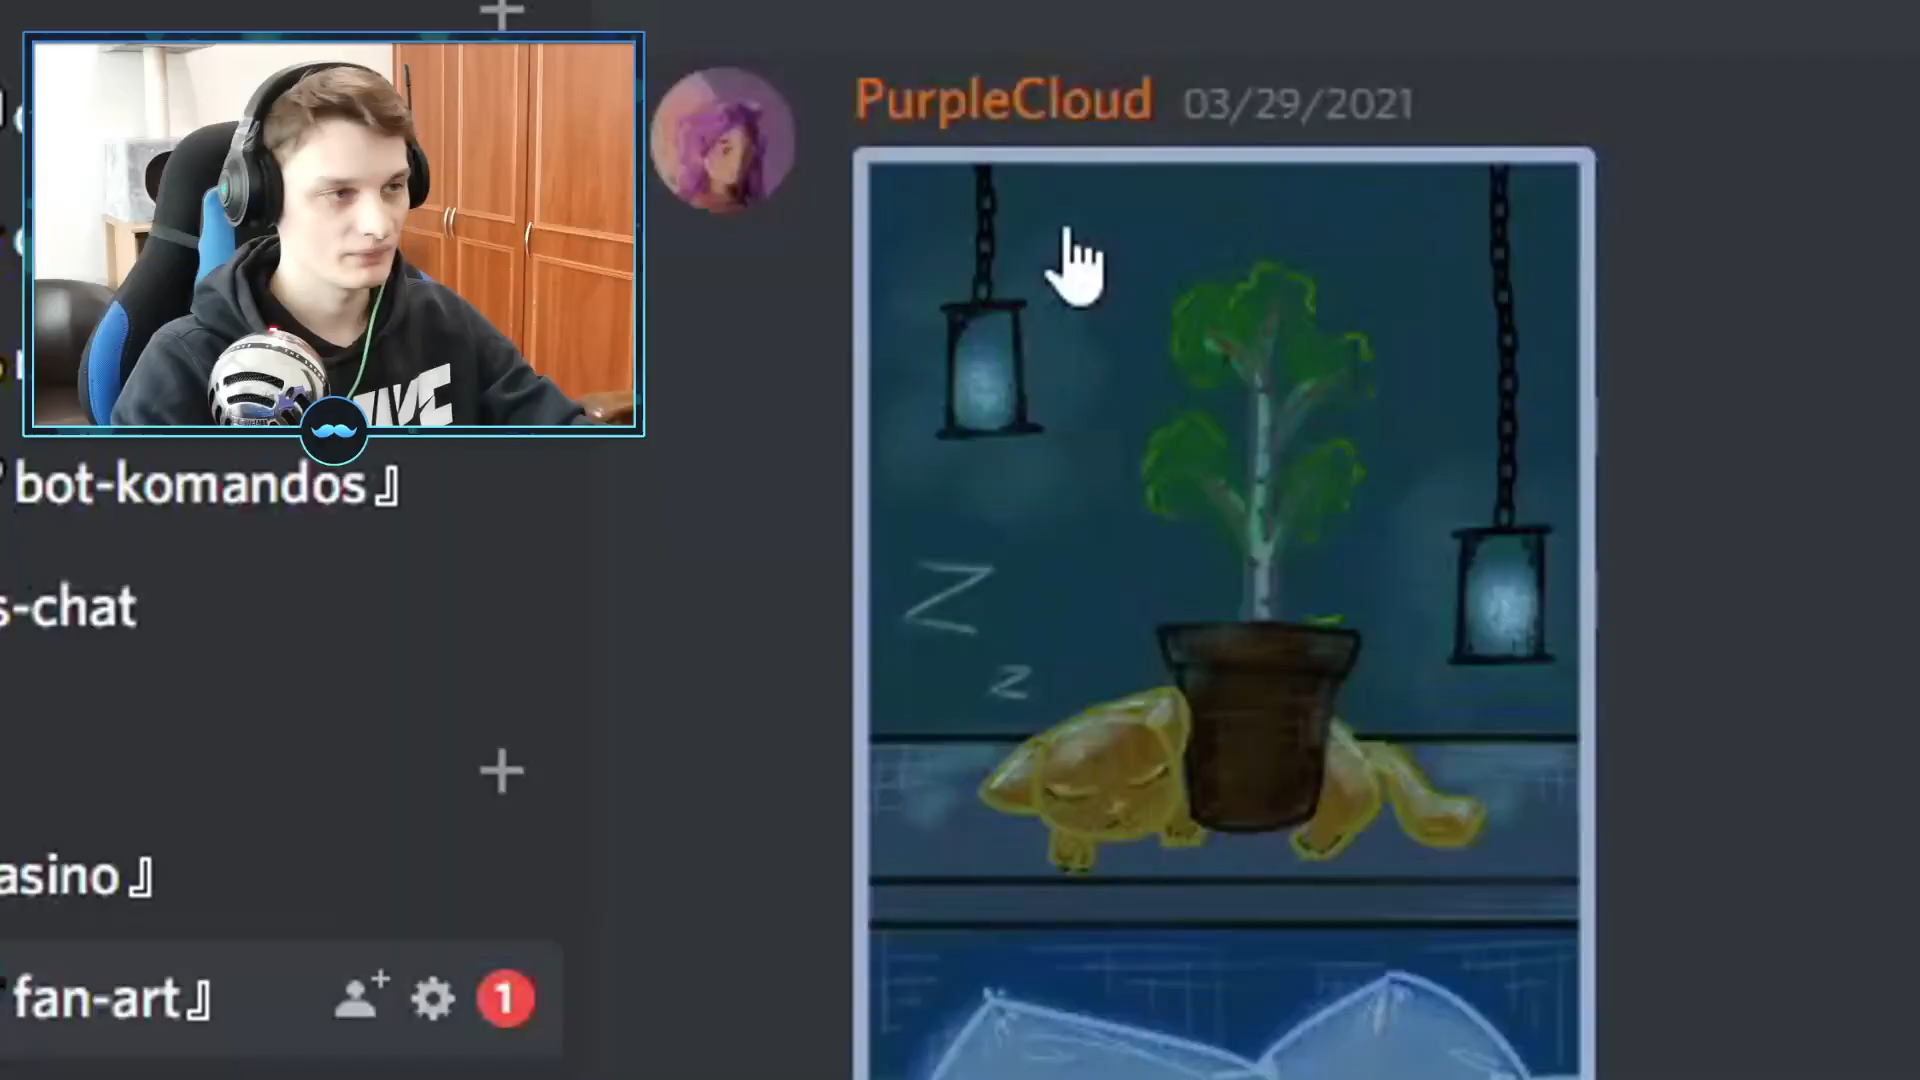 PurpleCloud 03/29/2021
bot-komandos』
s-chat
asino』
fan-art』 1
Z
z